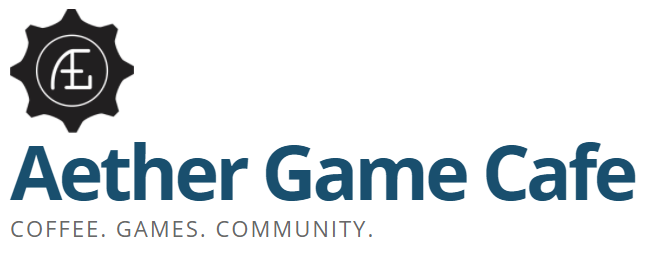 Æ
Aether Game Cafe
COFFEE. GAMES. COMMUNITY.